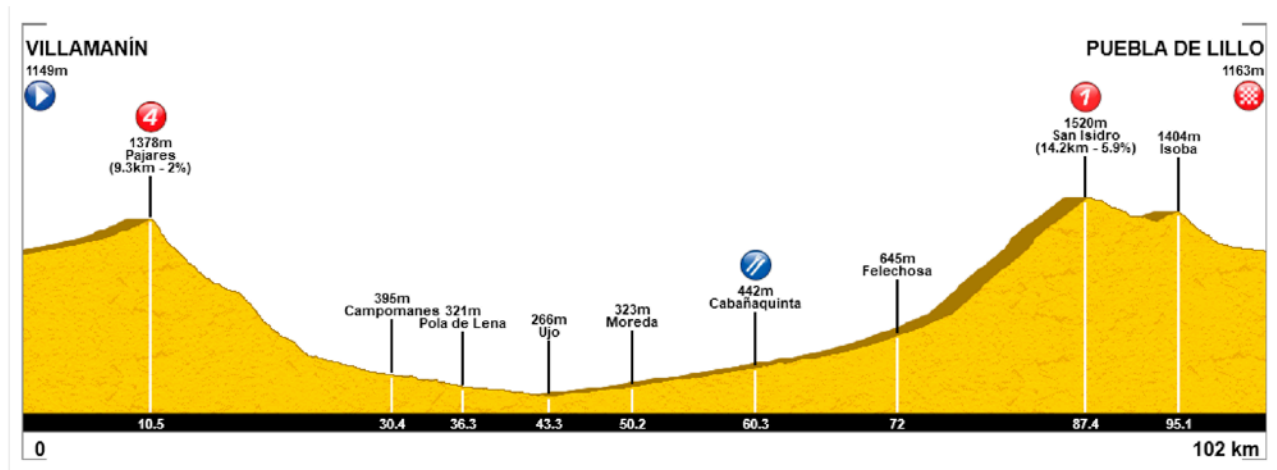 VILLAMANÍN
1149m
4
1378m
Pajares
(9.3km - 2%)
395m
Campomanes
321m
Pola de Lena
266m
Ujo
323m
Moreda
442m
Cabañaquinta
645m
Felechosa
1
1520m
San Isidro
(14.2km - 5.9%)
1404m
Isoba
PUEBLA DE LILLO
1163m
10.5 30.4 36.3 43.3 50.2 60.3 72 87.4 95.1
0 102 km